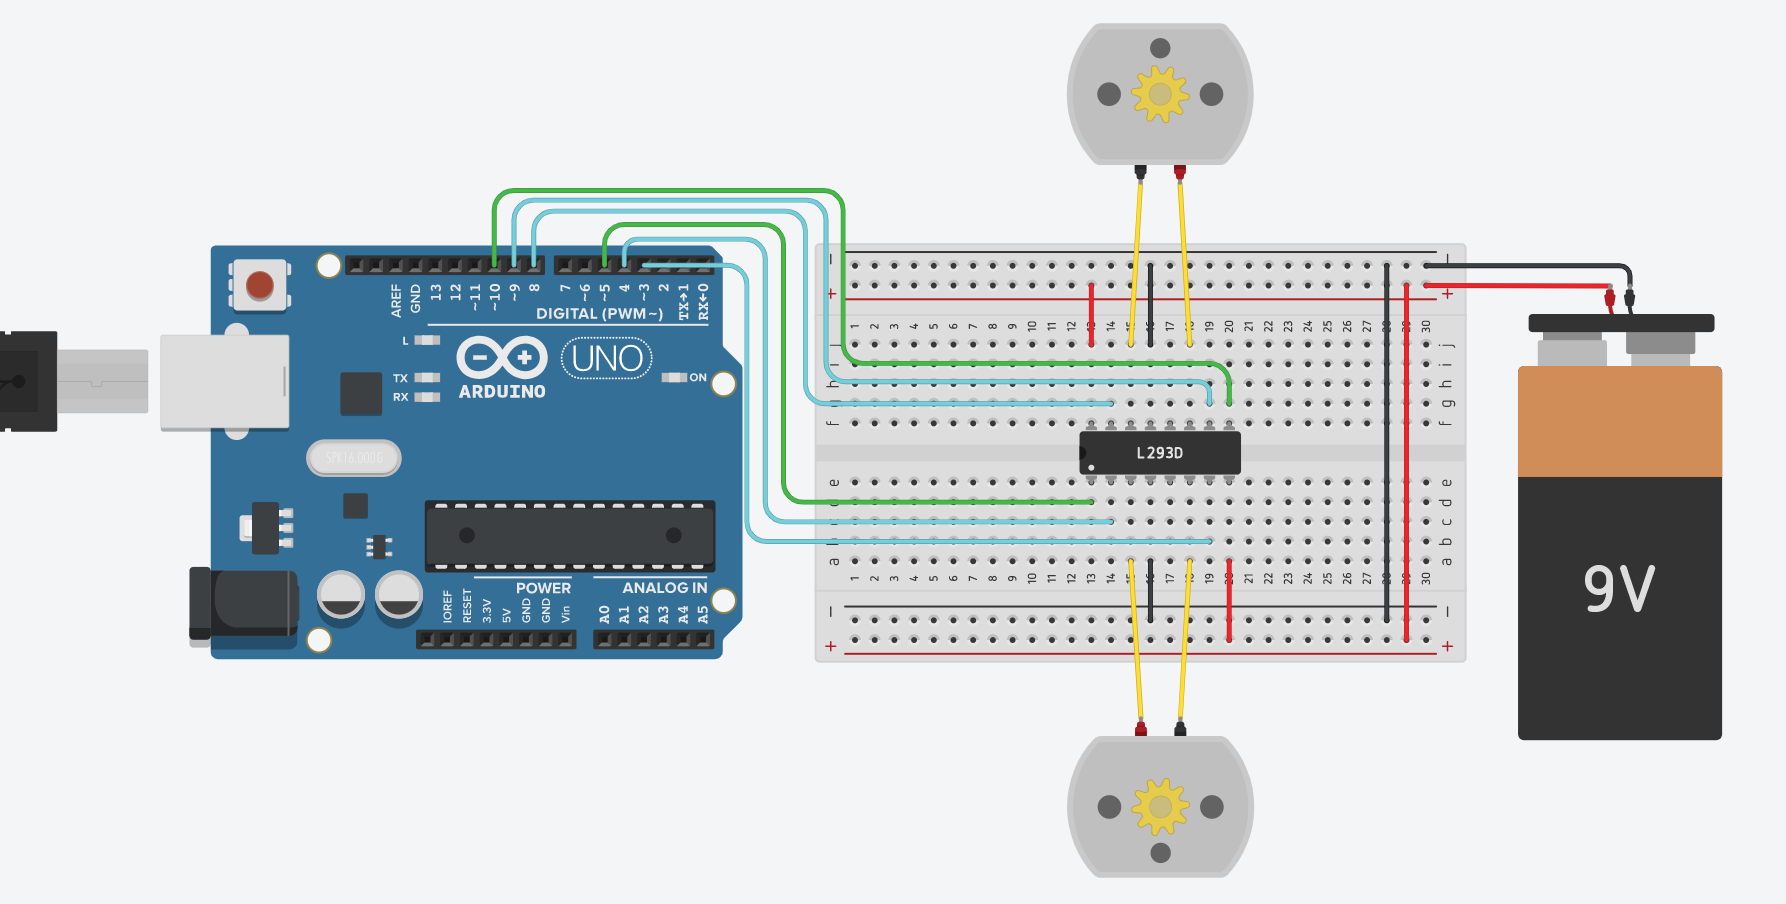 AREF
GND
13
12
~11
~10
~9
8
7
~6
~5
4
~3
2
TX→1
RX←0
DIGITAL (PWM~)
L
TX
RX
ARDUINO
UNO
ON
SPK16.000G
POWER
ANALOG IN
IOREF
RESET
3.3V
5V
GND
GND
Vin
A0
A1
A2
A3
A4
A5
− −
+ +
1 2 3 4 5 6 7 8 9 10 11 12 13 14 15 16 17 18 19 20 21 22 23 24 25 26 27 28 29 30
j j
i i
h h
g g
f f
L293D
e e
d d
c c
b b
a a
1 2 3 4 5 6 7 8 9 10 11 12 13 14 15 16 17 18 19 20 21 22 23 24 25 26 27 28 29 30
− −
+ +
9V